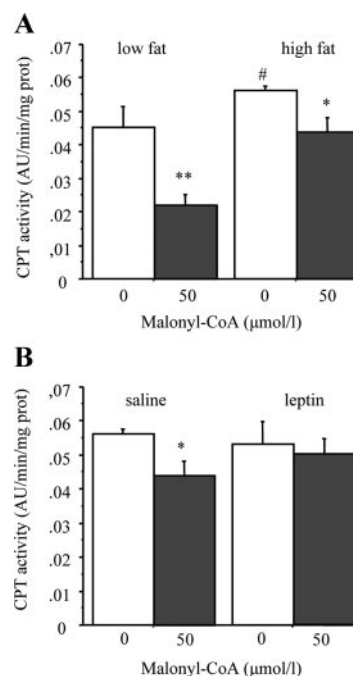 A
CPT activity (AU/min/mg prot)
,07
,06
,05
,04
,03
,02
,01
0
low fat
high fat
**
#
*
0
50
0
50
Malonyl-CoA (μmol/l)
B
CPT activity (AU/min/mg prot)
,07
,06
,05
,04
,03
,02
,01
0
saline
leptin
*
0
50
0
50
Malonyl-CoA (μmol/l)